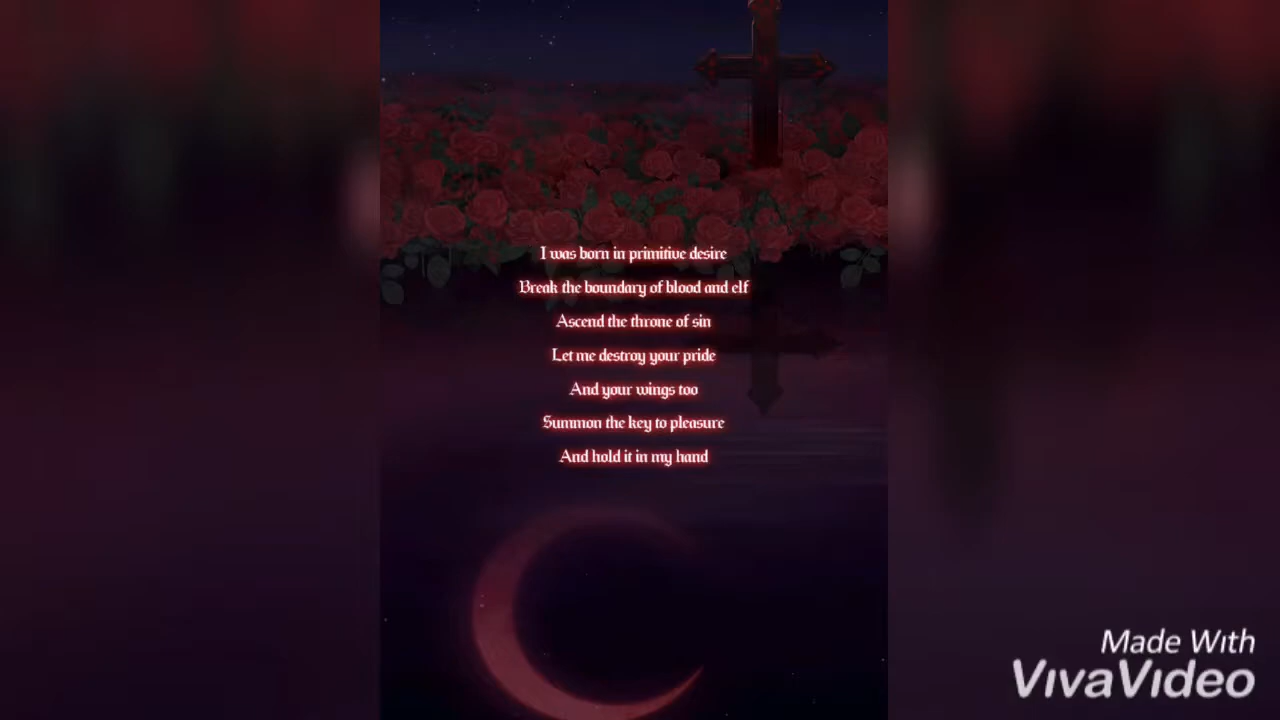 I was born in primitive desire
Break the boundary of blood and elf
Ascend the throne of sin
Let me destroy your pride
And your wings too
Summon the key to pleasure
And hold it in my hand
Made With
VivaVideo